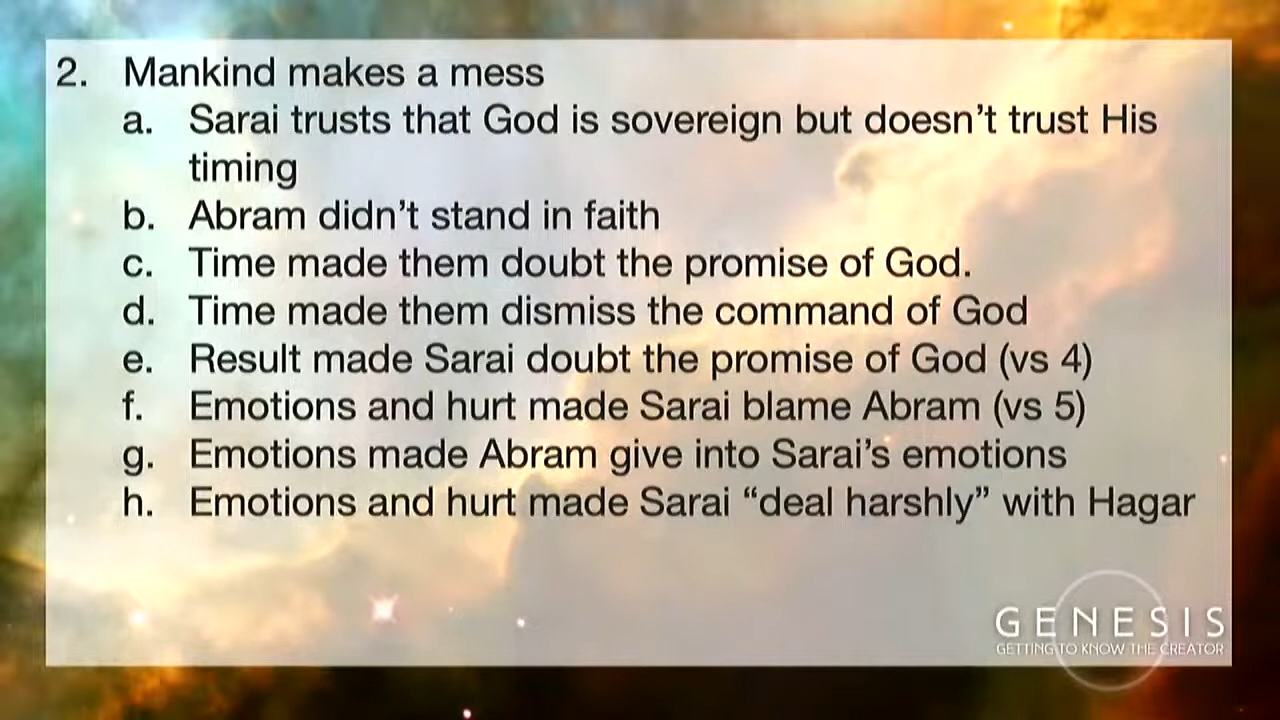 2. Mankind makes a mess
a. Sarai trusts that God is sovereign but doesn’t trust His
timing
b. Abram didn’t stand in faith
c. Time made them doubt the promise of God.
d. Time made them dismiss the command of God
e. Result made Sarai doubt the promise of God (vs 4)
f. Emotions and hurt made Sarai blame Abram (vs 5)
g. Emotions made Abram give into Sarai’s emotions
h. Emotions and hurt made Sarai “deal harshly” with Hagar
GENESIS
GETTING TO KNOW THE CREATOR